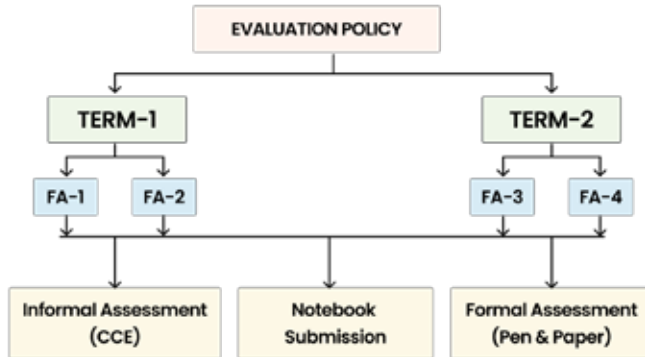 EVALUATION POLICY
TERM-1
TERM-2
FA-1
FA-2
FA-3
FA-4
Informal Assessment
(CCE)
Notebook
Submission
Formal Assessment
(Pen & Paper)